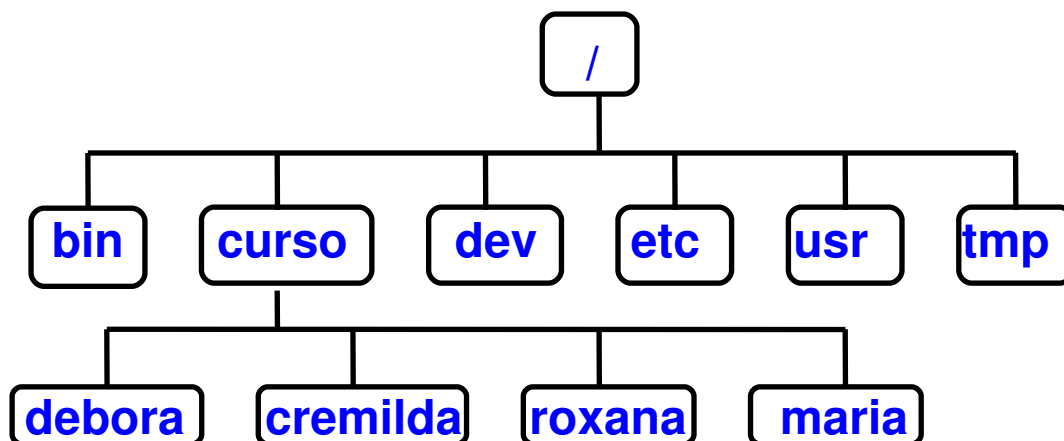 /
bin curso dev etc usr tmp
debora cremilda roxana maria